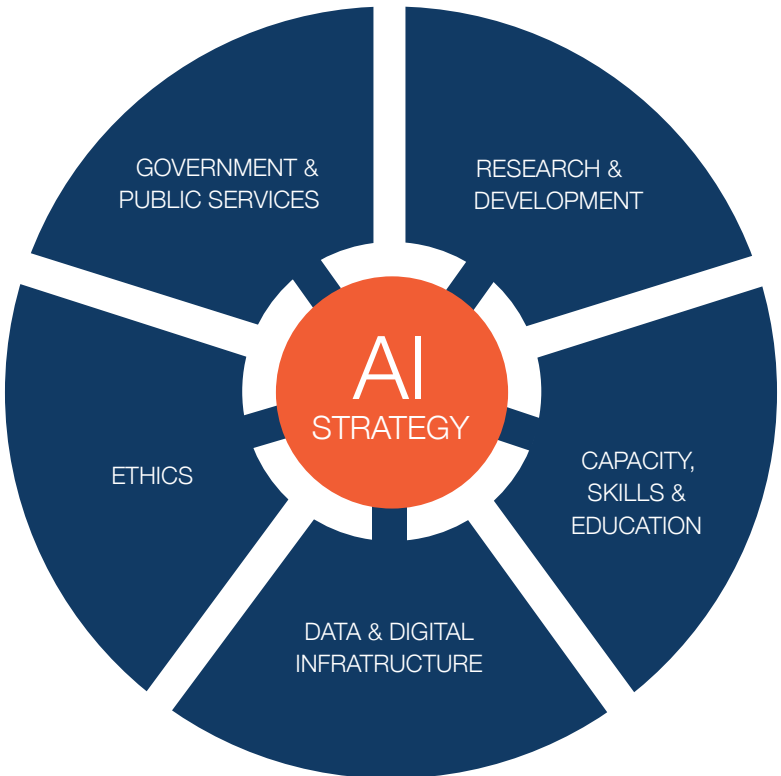 GOVERNMENT &
PUBLIC SERVICES
RESEARCH &
DEVELOPMENT
AI
STRATEGY
ETHICS
CAPACITY,
SKILLS &
EDUCATION
DATA & DIGITAL
INFRATRUCTURE